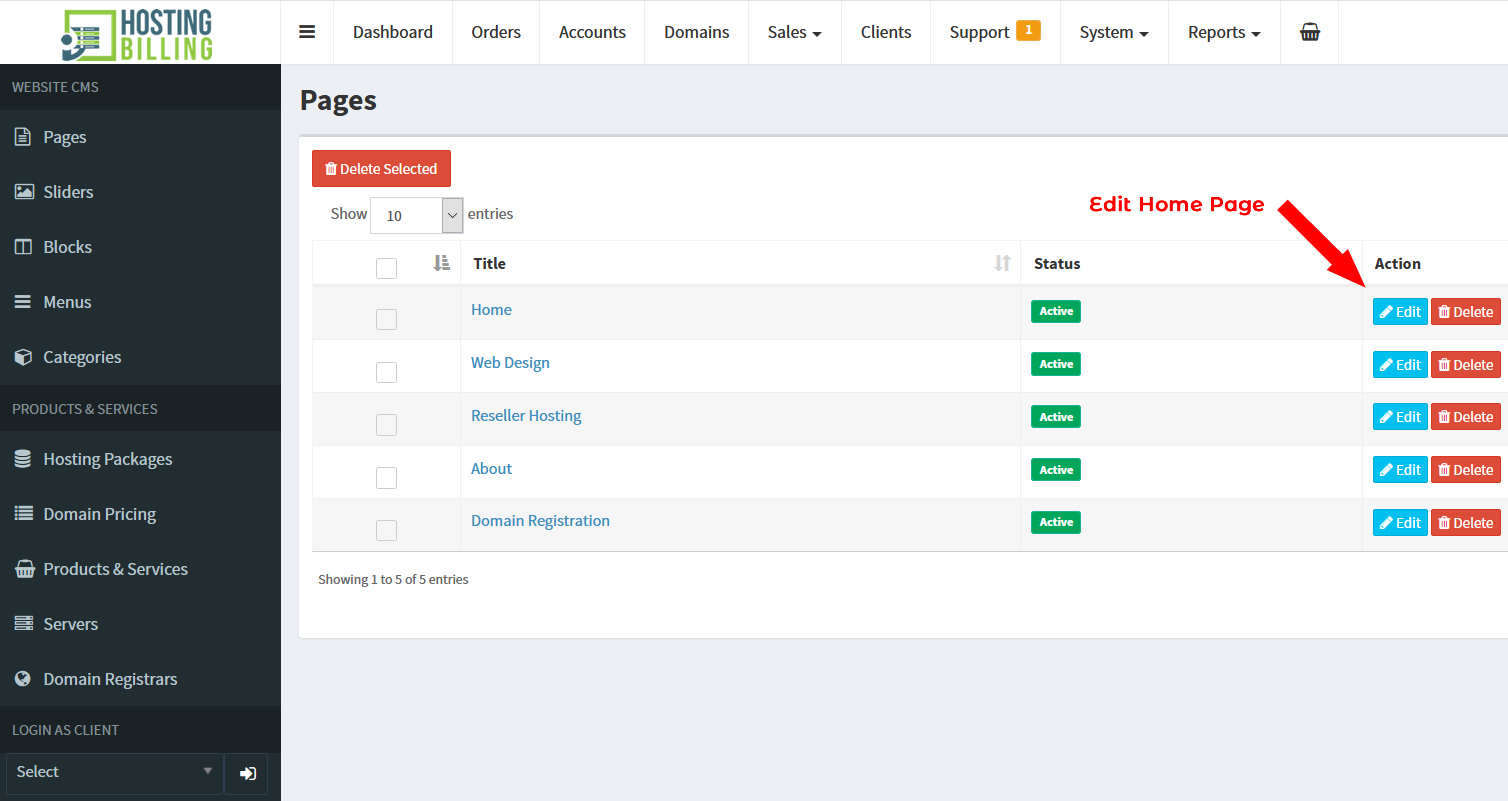 HOSTING
BILLING
Dashboard Orders Accounts Domains Sales Clients Support 1 System Reports
WEBSITE CMS
Pages
Sliders
Blocks
Menus
Categories
PRODUCTS & SERVICES
Hosting Packages
Domain Pricing
Products & Services
Servers
Domain Registrars
LOGIN AS CLIENT
Select
Pages
Delete Selected
Show 10 entries
Edit Home Page
Title Status Action
Home Active Edit Delete
Web Design Active Edit Delete
Reseller Hosting Active Edit Delete
About Active Edit Delete
Domain Registration Active Edit Delete
Showing 1 to 5 of 5 entries